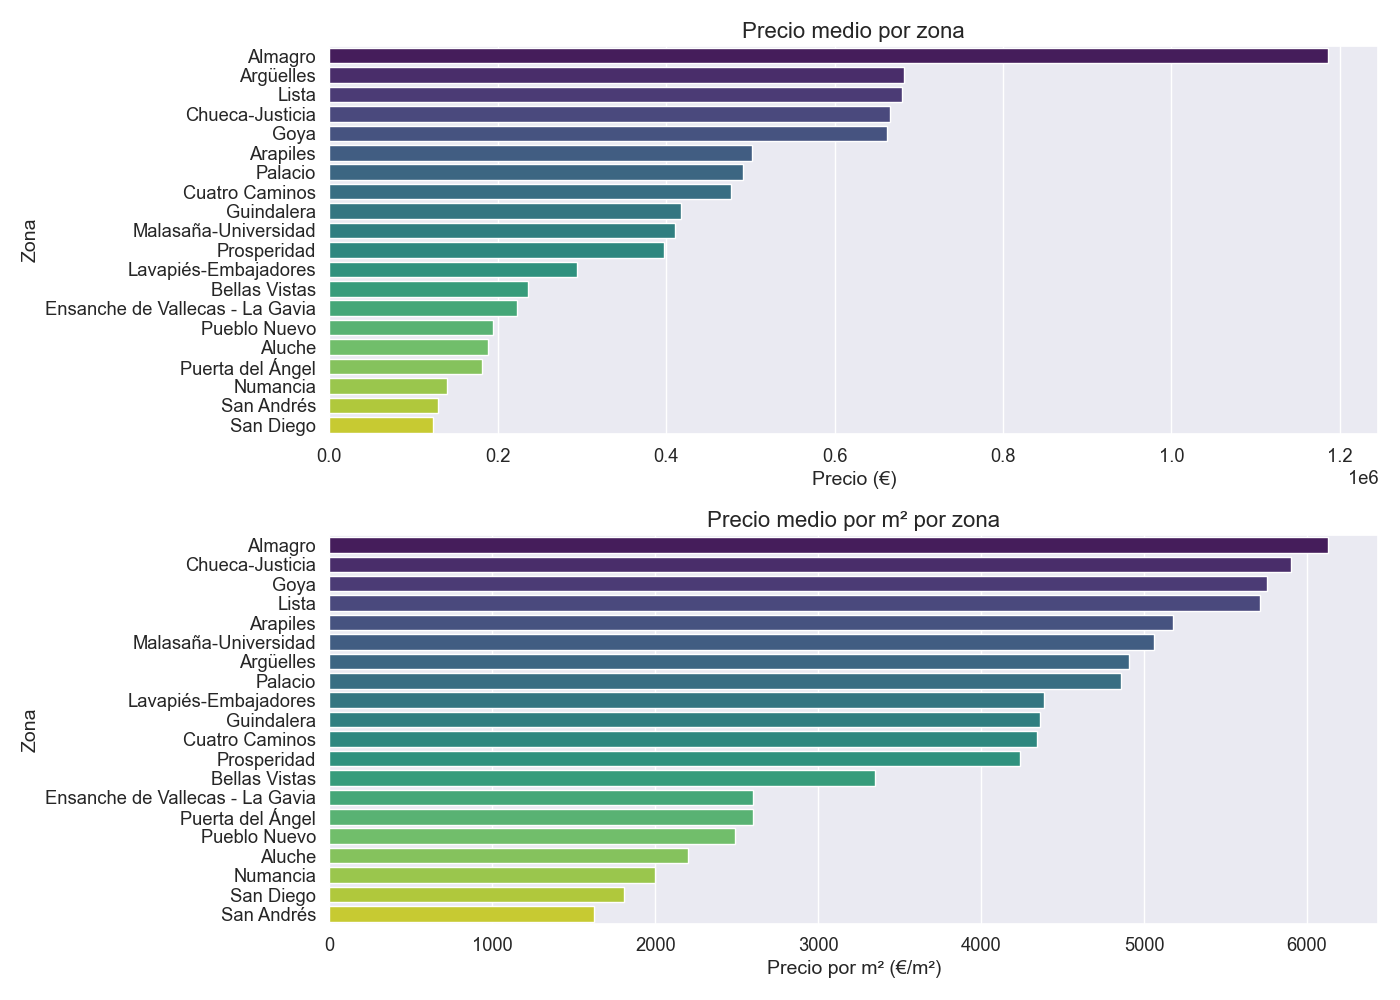 Precio medio por zona
Zona
Almagro
Argüelles
Lista
Chueca-Justicia
Goya
Arapiles
Palacio
Cuatro Caminos
Guindalera
Malasaña-Universidad
Prosperidad
Lavapiés-Embajadores
Bellas Vistas
Ensanche de Vallecas - La Gavia
Pueblo Nuevo
Aluche
Puerta del Ángel
Numancia
San Andrés
San Diego
0.0 0.2 0.4 0.6 0.8 1.0 1.2
1e6
Precio (€)
Precio medio por m² por zona
Zona
Almagro
Chueca-Justicia
Goya
Lista
Arapiles
Malasaña-Universidad
Argüelles
Palacio
Lavapiés-Embajadores
Guindalera
Cuatro Caminos
Prosperidad
Bellas Vistas
Ensanche de Vallecas - La Gavia
Puerta del Ángel
Pueblo Nuevo
Aluche
Numancia
San Diego
San Andrés
0 1000 2000 3000 4000 5000 6000
Precio por m² (€/m²)